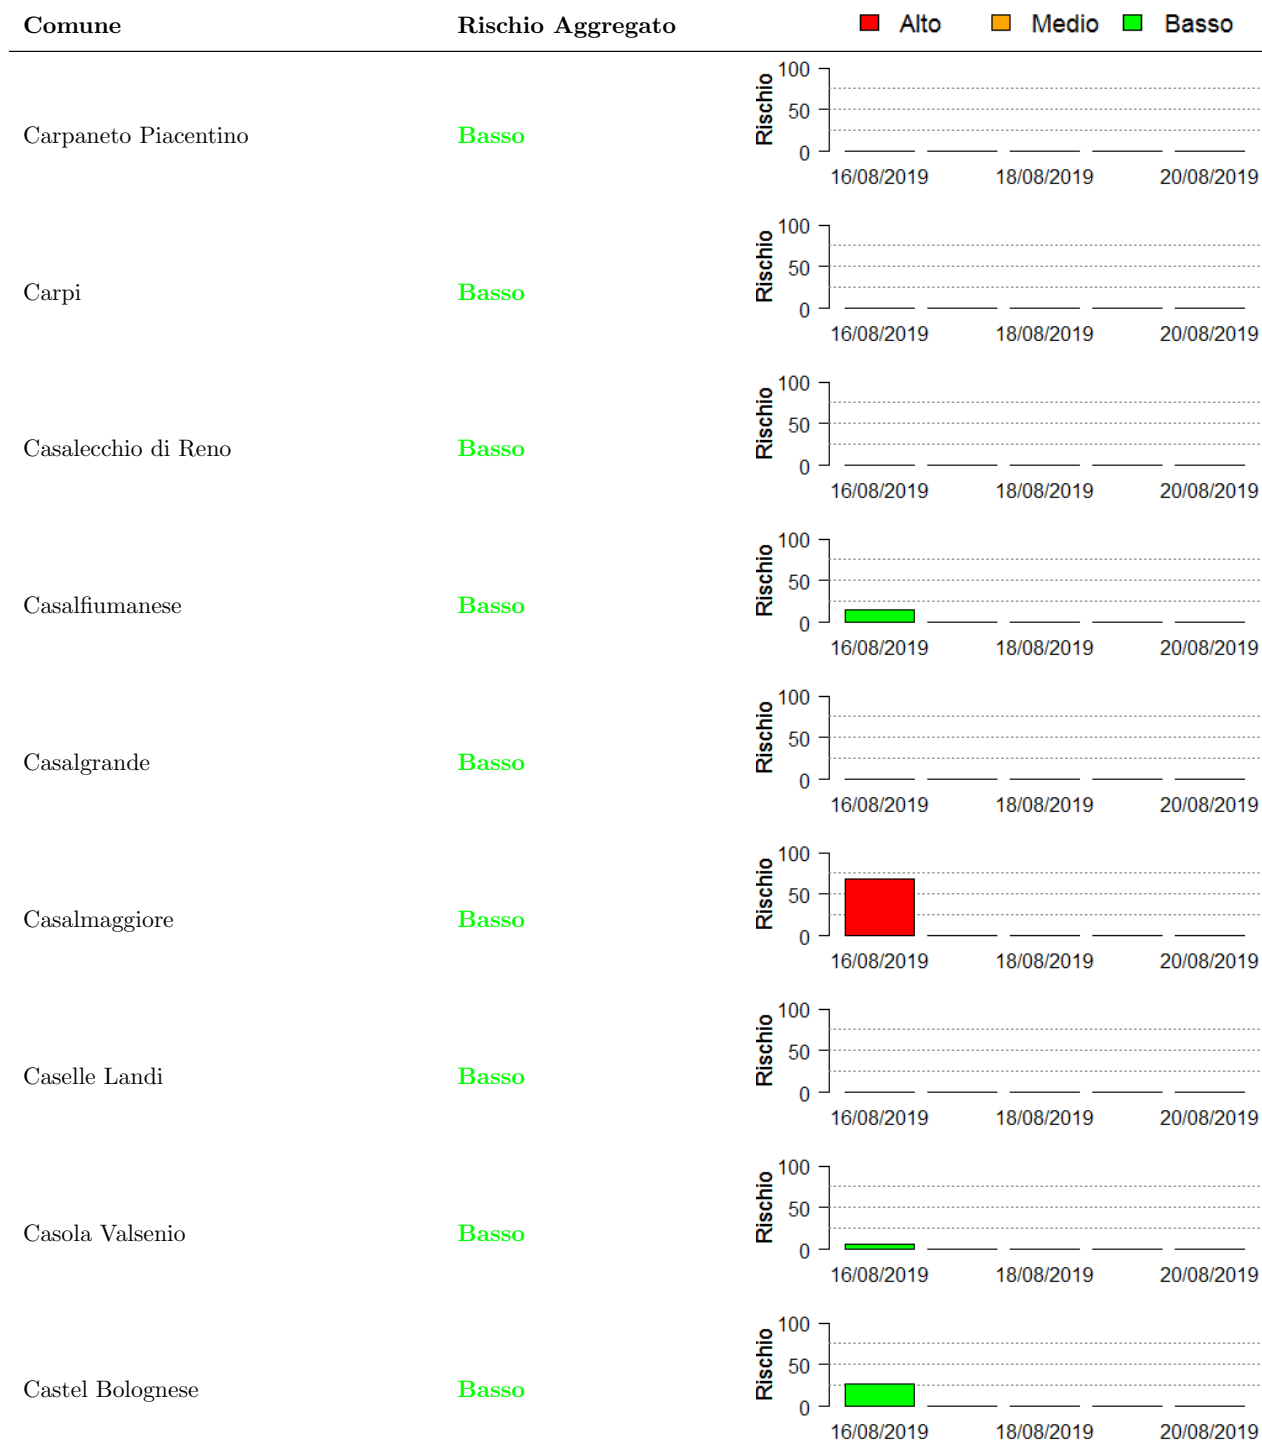 Comune Rischio Aggregato Alto Medio Basso
100
50
0
Rischio
Carpaneto Piacentino Basso
16/08/2019 18/08/2019 20/08/2019
100
50
0
Rischio
Carpi Basso
16/08/2019 18/08/2019 20/08/2019
100
50
0
Rischio
Casalecchio di Reno Basso
16/08/2019 18/08/2019 20/08/2019
100
50
0
Rischio
Casalfiumanese Basso
16/08/2019 18/08/2019 20/08/2019
100
50
0
Rischio
Casalgrande Basso
16/08/2019 18/08/2019 20/08/2019
100
50
0
Rischio
Casalmaggiore Basso
16/08/2019 18/08/2019 20/08/2019
100
50
0
Rischio
Caselle Landi Basso
16/08/2019 18/08/2019 20/08/2019
100
50
0
Rischio
Casola Valsenio Basso
16/08/2019 18/08/2019 20/08/2019
100
50
0
Rischio
Castel Bolognese Basso
16/08/2019 18/08/2019 20/08/2019